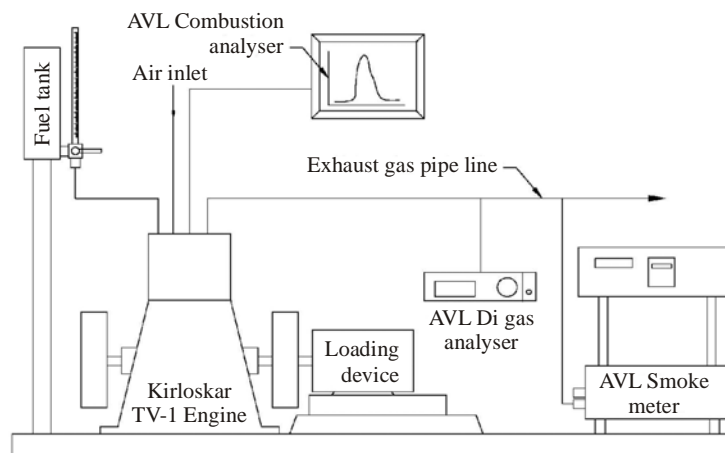 AVL Combustion
analyser
Air inlet
Fuel tank
Exhaust gas pipe line
AVL Di gas
analyser
Loading
device
Kirloskar
TV-1 Engine
AVL Smoke
meter